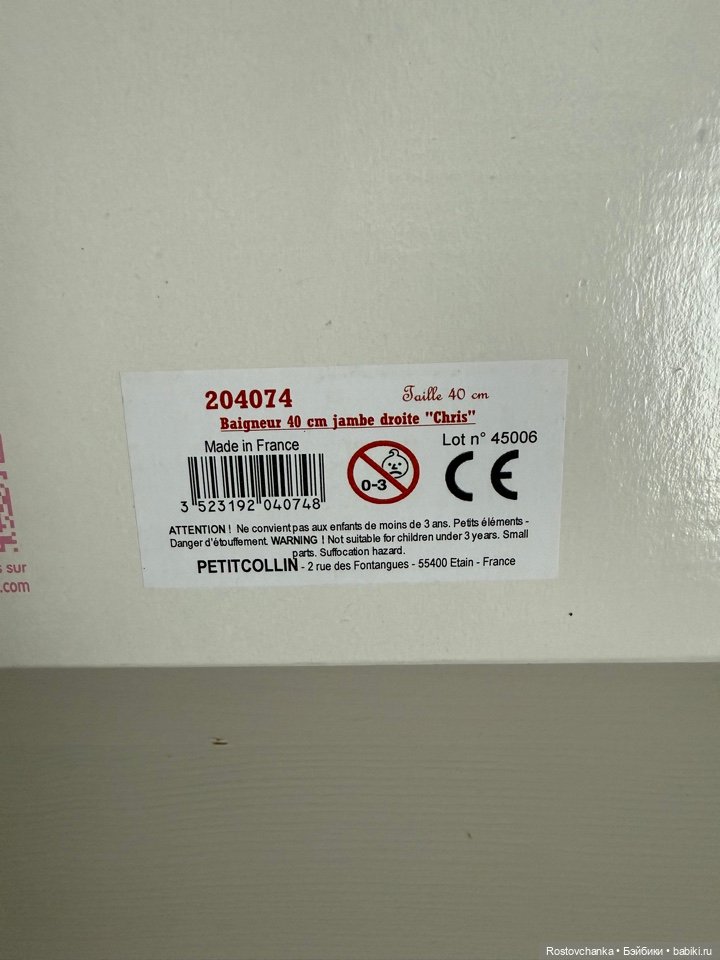 204074
Taille 40 cm
Baigneur 40 cm jambe droite "Chris"
Made in France
Lot n° 45006
0-3
CE
3 523192 040748
ATTENTION ! Ne convient pas aux enfants de moins de 3 ans. Petits éléments -
Danger d'étouffement. WARNING ! Not suitable for children under 3 years. Small
parts. Suffocation hazard.
PETITCOLLIN - 2 rue des Fontangues - 55400 Etain - France
s sur
.com
Rostovchanka • Бэйбики • babiki.ru